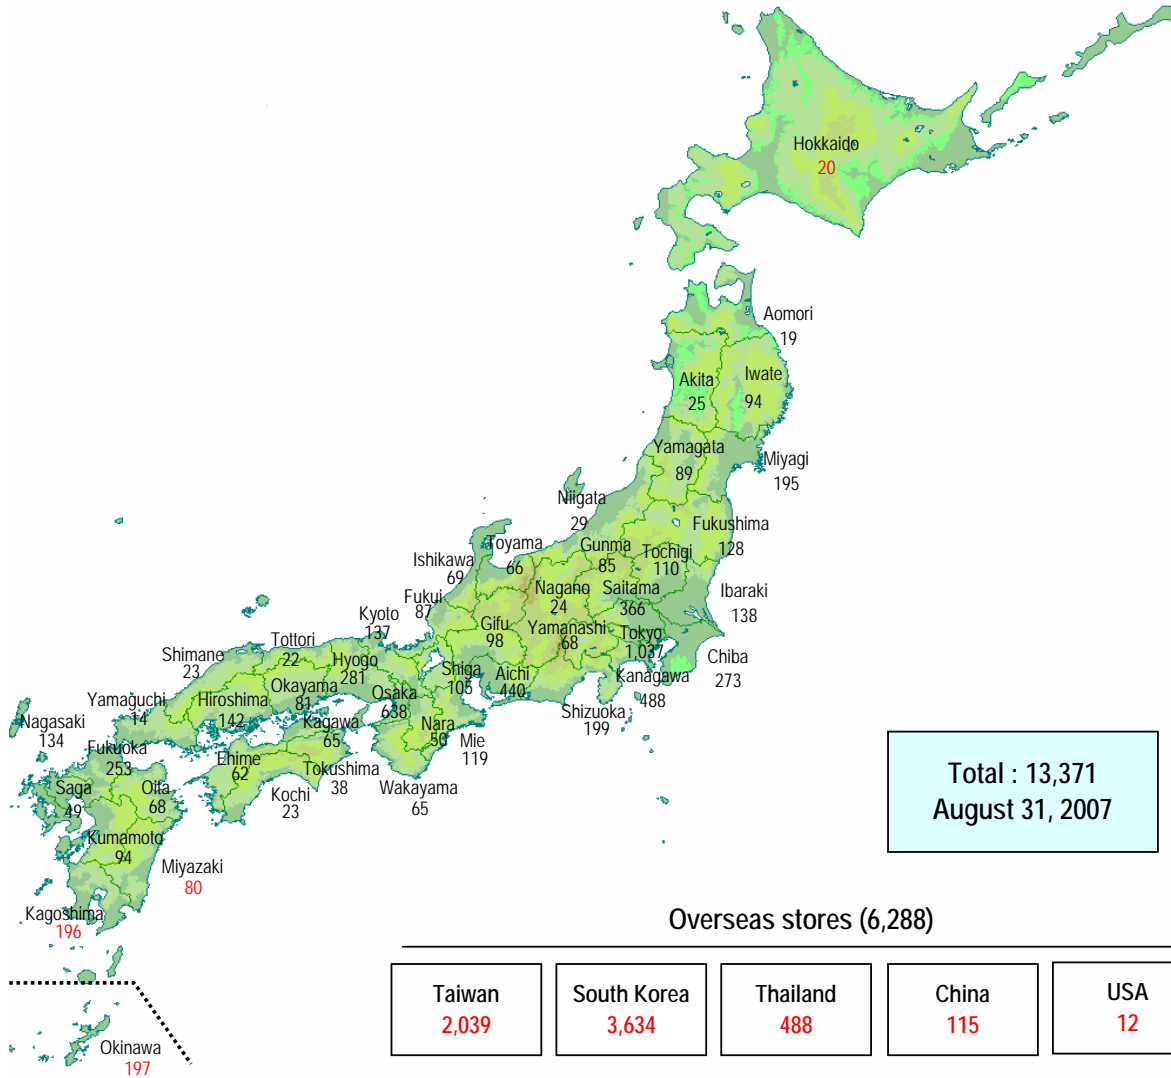 Hokkaido
20
Aomori
19
Akita
25
Iwate
94
Yamagata
89
Miyagi
195
Niigata
29
Fukushima
128
Toyama
66
Gunma
85
Tochigi
110
Ishikawa
69
Nagano
24
Saitama
366
Ibaraki
138
Fukui
87
Kyoto
137
Gifu
98
Yamanashi
68
Tokyo
1,037
Chiba
273
Tottori
22
Hyogo
281
Shimane
23
Shiga
105
Aichi
440
Kanagawa
488
Okayama
81
Osaka
638
Shizuoka
199
Yamaguchi
14
Hiroshima
142
Nagasaki
134
Kagawa
65
Nara
50
Mie
119
Fukuoka
253
Ehime
62
Tokushima
38
Wakayama
65
Saga
49
Oita
68
Kochi
23
Kumamoto
94
Miyazaki
80
Kagoshima
196
Okinawa
197
Total : 13,371
August 31, 2007
Overseas stores (6,288)
Taiwan
2,039
South Korea
3,634
Thailand
488
China
115
USA
12